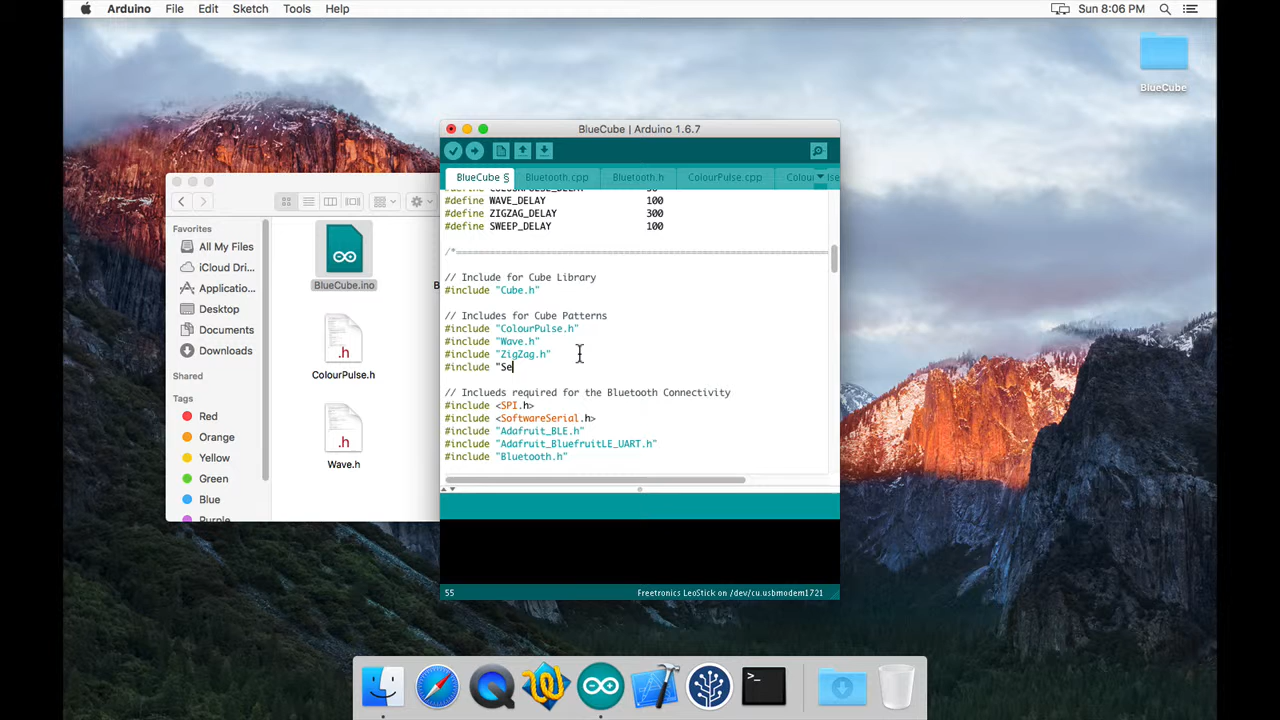 Arduino File Edit Sketch Tools Help
Sun 8:06 PM
BlueCube
BlueCube | Arduino 1.6.7
BlueCube § Bluetooth.cpp Bluetooth.h ColourPulse.cpp
#define WAVE_DELAY 100
#define ZIGZAG_DELAY 300
#define SWEEP_DELAY 100
// Include for Cube Library
#include "Cube.h"
// Includes for Cube Patterns
#include "ColourPulse.h"
#include "Wave.h"
#include "ZigZag.h"
#include "Se
// Inclueds required for the Bluetooth Connectivity
#include <SPI.h>
#include <SoftwareSerial.h>
#include "Adafruit_BLE.h"
#include "Adafruit_BluefruitLE_UART.h"
#include "Bluetooth.h"
55
Freetronics LeoStick on /dev/cu.usbmodem1721
Favorites
All My Files
iCloud Dri...
Applicatio...
Desktop
Documents
Downloads
Shared
Tags
Red
Orange
Yellow
Green
Blue
Purple
BlueCube.ino
.h
ColourPulse.h
.h
Wave.h